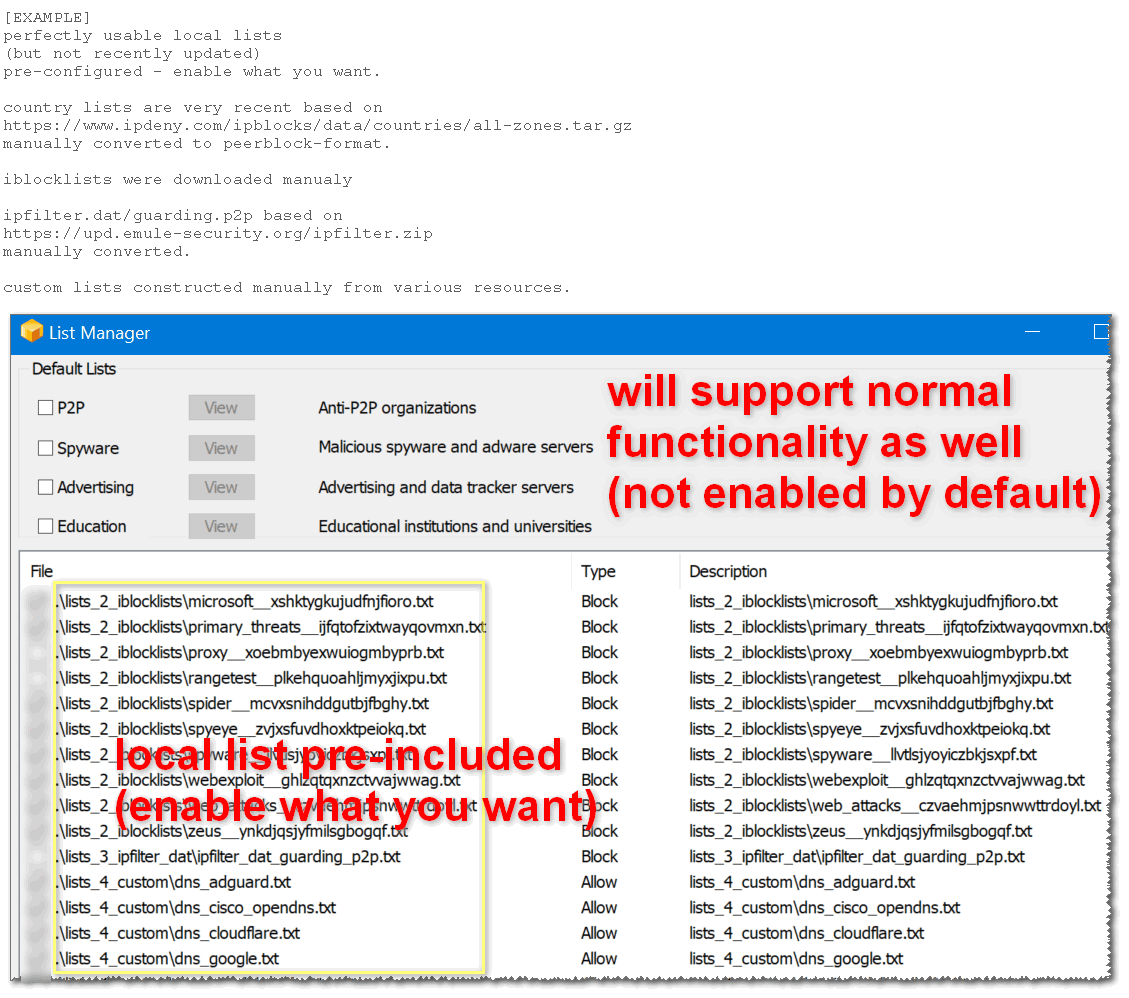 [EXAMPLE]
perfectly usable local lists
(but not recently updated)
pre-configured - enable what you want.
country lists are very recent based on
https://www.ipdeny.com/ipblocks/data/countries/all-zones.tar.gz
manually converted to peerblock-format.
iblocklists were downloaded manualy
ipfilter.dat/guarding.p2p based on
https://upd.emule-security.org/ipfilter.zip
manually converted.
custom lists constructed manually from various resources.
List Manager
Default Lists
P2P View Anti-P2P organizations
Spyware View Malicious spyware and adware servers
Advertising View Advertising and data tracker servers
Education View Educational institutions and universities
will support normal
functionality as well
(not enabled by default)
File Type Description
.\lists_2_iblocklists\microsoft__xshktygkujudfnjfioro.txt Block lists_2_iblocklists\microsoft__xshktygkujudfnjfioro.txt
.\lists_2_iblocklists\primary_threats__ijfqtofzixtwayqovmxn.txt Block lists_2_iblocklists\primary_threats__ijfqtofzixtwayqovmxn.txt
.\lists_2_iblocklists\proxy__xoebmbyexwuiogmbyprb.txt Block lists_2_iblocklists\proxy__xoebmbyexwuiogmbyprb.txt
.\lists_2_iblocklists\rangetest__plkehquoahljmyxjixpu.txt Block lists_2_iblocklists\rangetest__plkehquoahljmyxjixpu.txt
.\lists_2_iblocklists\spider__mcvxsnihddgutbjfbghy.txt Block lists_2_iblocklists\spider__mcvxsnihddgutbjfbghy.txt
.\lists_2_iblocklists\spyeye__zvjxsfuvdhoxktpeiokq.txt Block lists_2_iblocklists\spyeye__zvjxsfuvdhoxktpeiokq.txt
.\lists_2_iblocklists\spyware__llvtlsjyoyiczbkjsxpf.txt Block lists_2_iblocklists\spyware__llvtlsjyoyiczbkjsxpf.txt
local list pre-included
.\lists_2_iblocklists\webexploit__ghlzqtqxnzctvvajwwag.txt Block lists_2_iblocklists\webexploit__ghlzqtqxnzctvvajwwag.txt
.\lists_2_iblocklists\web_attacks__czvaehmjpsnwwttrdoyl.txt Block lists_2_iblocklists\web_attacks__czvaehmjpsnwwttrdoyl.txt
(enable what you want)
.\lists_2_iblocklists\zeus__ynkdjqsjyfmilsgbogqf.txt Block lists_2_iblocklists\zeus__ynkdjqsjyfmilsgbogqf.txt
.\lists_3_ipfilter_dat\ipfilter_dat_guarding_p2p.txt Block lists_3_ipfilter_dat\ipfilter_dat_guarding_p2p.txt
.\lists_4_custom\dns_adguard.txt Allow lists_4_custom\dns_adguard.txt
.\lists_4_custom\dns_cisco_opendns.txt Allow lists_4_custom\dns_cisco_opendns.txt
.\lists_4_custom\dns_cloudflare.txt Allow lists_4_custom\dns_cloudflare.txt
.\lists_4_custom\dns_google.txt Allow lists_4_custom\dns_google.txt